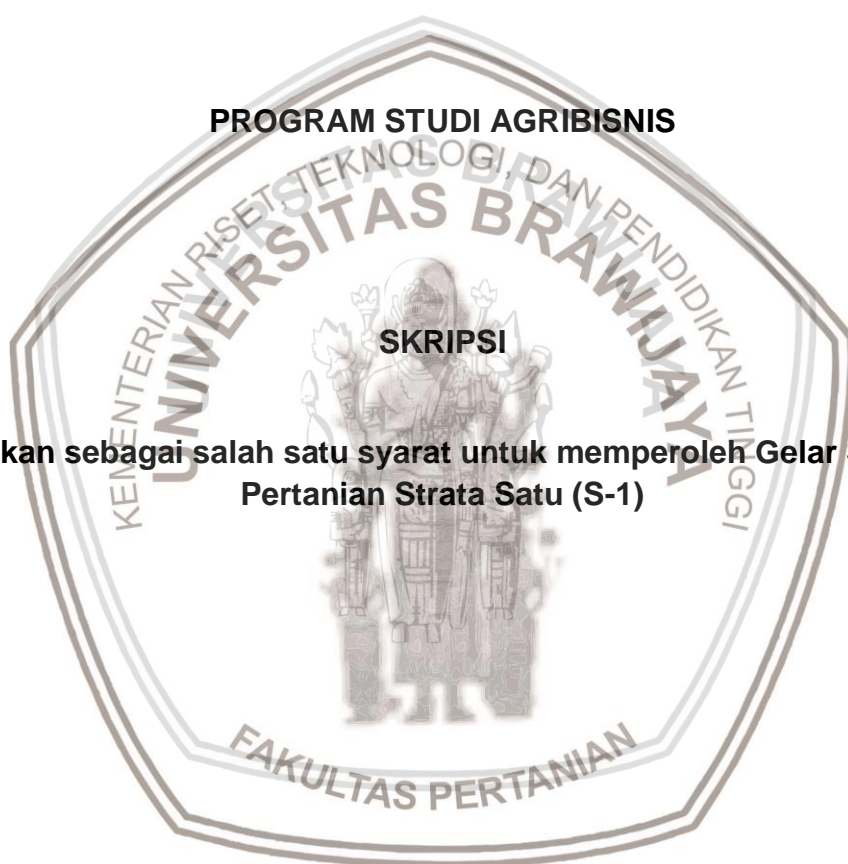 PROGRAM STUDI AGRIBISNIS
KEMENTERIAN RISET, TEKNOLOGI, DAN PENDIDIKAN TINGGI
UNIVERSITAS BRAWIJAYA
SKRIPSI
kan sebagai salah satu syarat untuk memperoleh Gelar
Pertanian Strata Satu (S-1)
FAKULTAS PERTANIAN